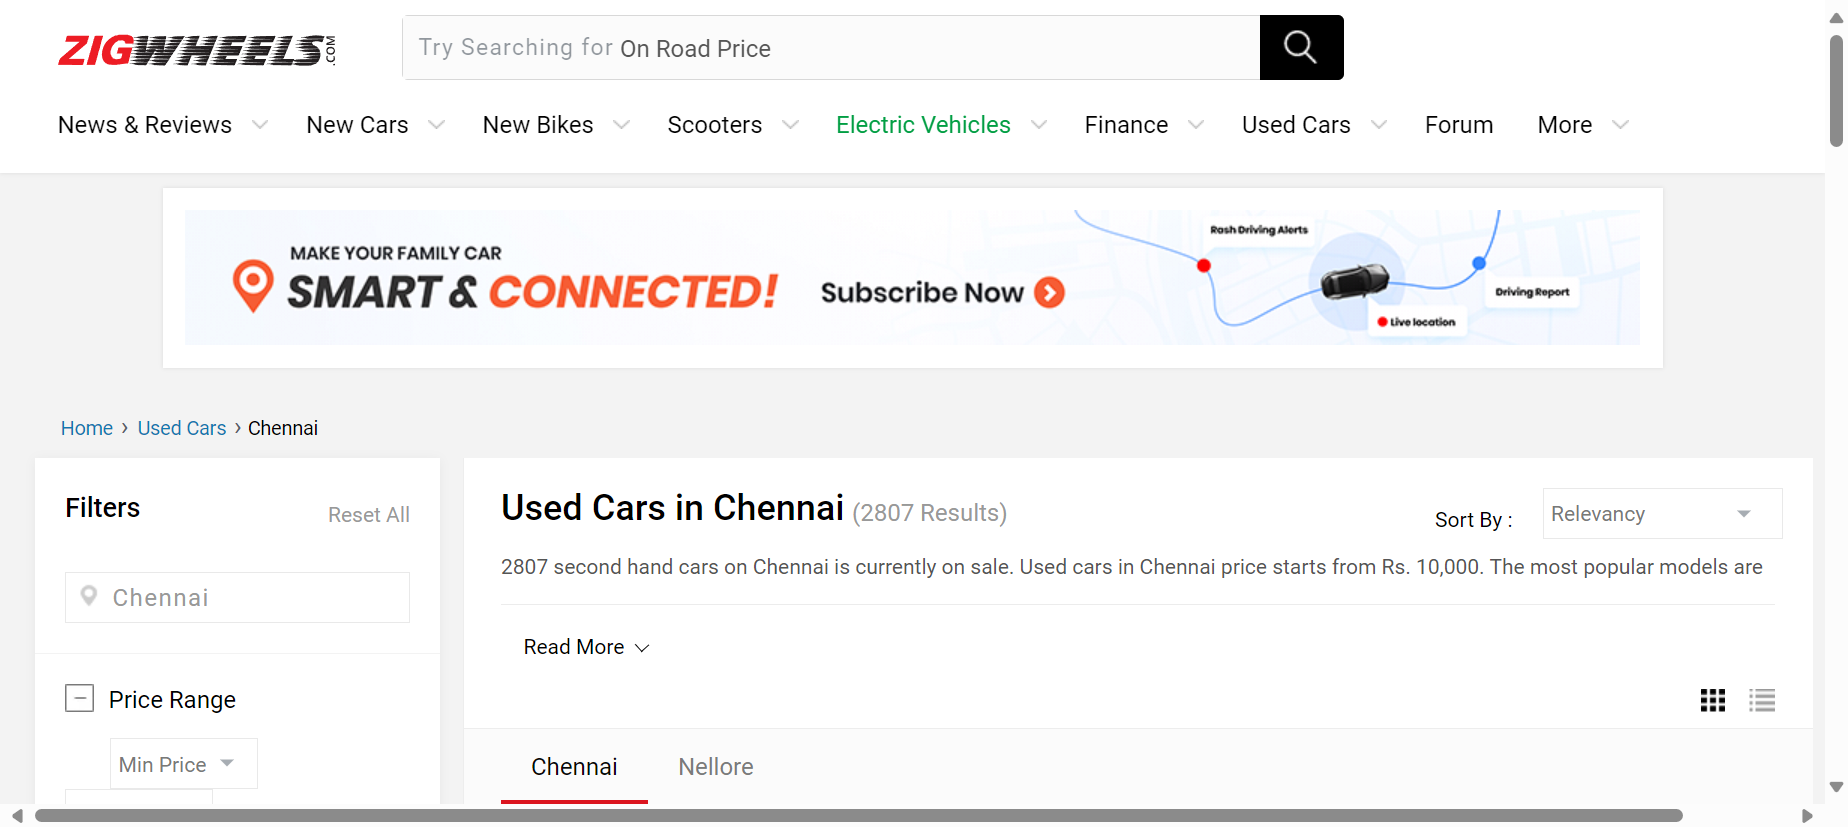 ZIGWHEELS.COM
Try Searching for On Road Price
News & Reviews New Cars New Bikes Scooters Electric Vehicles Finance Used Cars Forum More
MAKE YOUR FAMILY CAR
SMART & CONNECTED!
Subscribe Now
Rash Driving Alerts
Driving Report
Live location
Home › Used Cars › Chennai
Filters
Reset All
Chennai
Price Range
Min Price
Used Cars in Chennai (2807 Results)
Sort By :
Relevancy
2807 second hand cars on Chennai is currently on sale. Used cars in Chennai price starts from Rs. 10,000. The most popular models are
Read More
Chennai Nellore